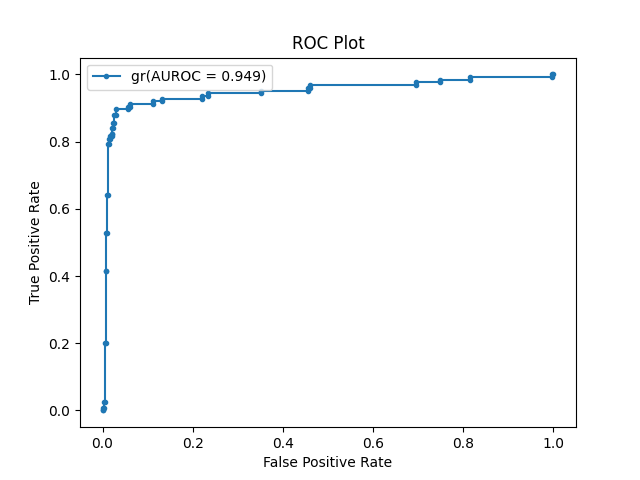 ROC Plot
gr(AUROC = 0.949)
True Positive Rate
1.0
0.8
0.6
0.4
0.2
0.0
0.0 0.2 0.4 0.6 0.8 1.0
False Positive Rate